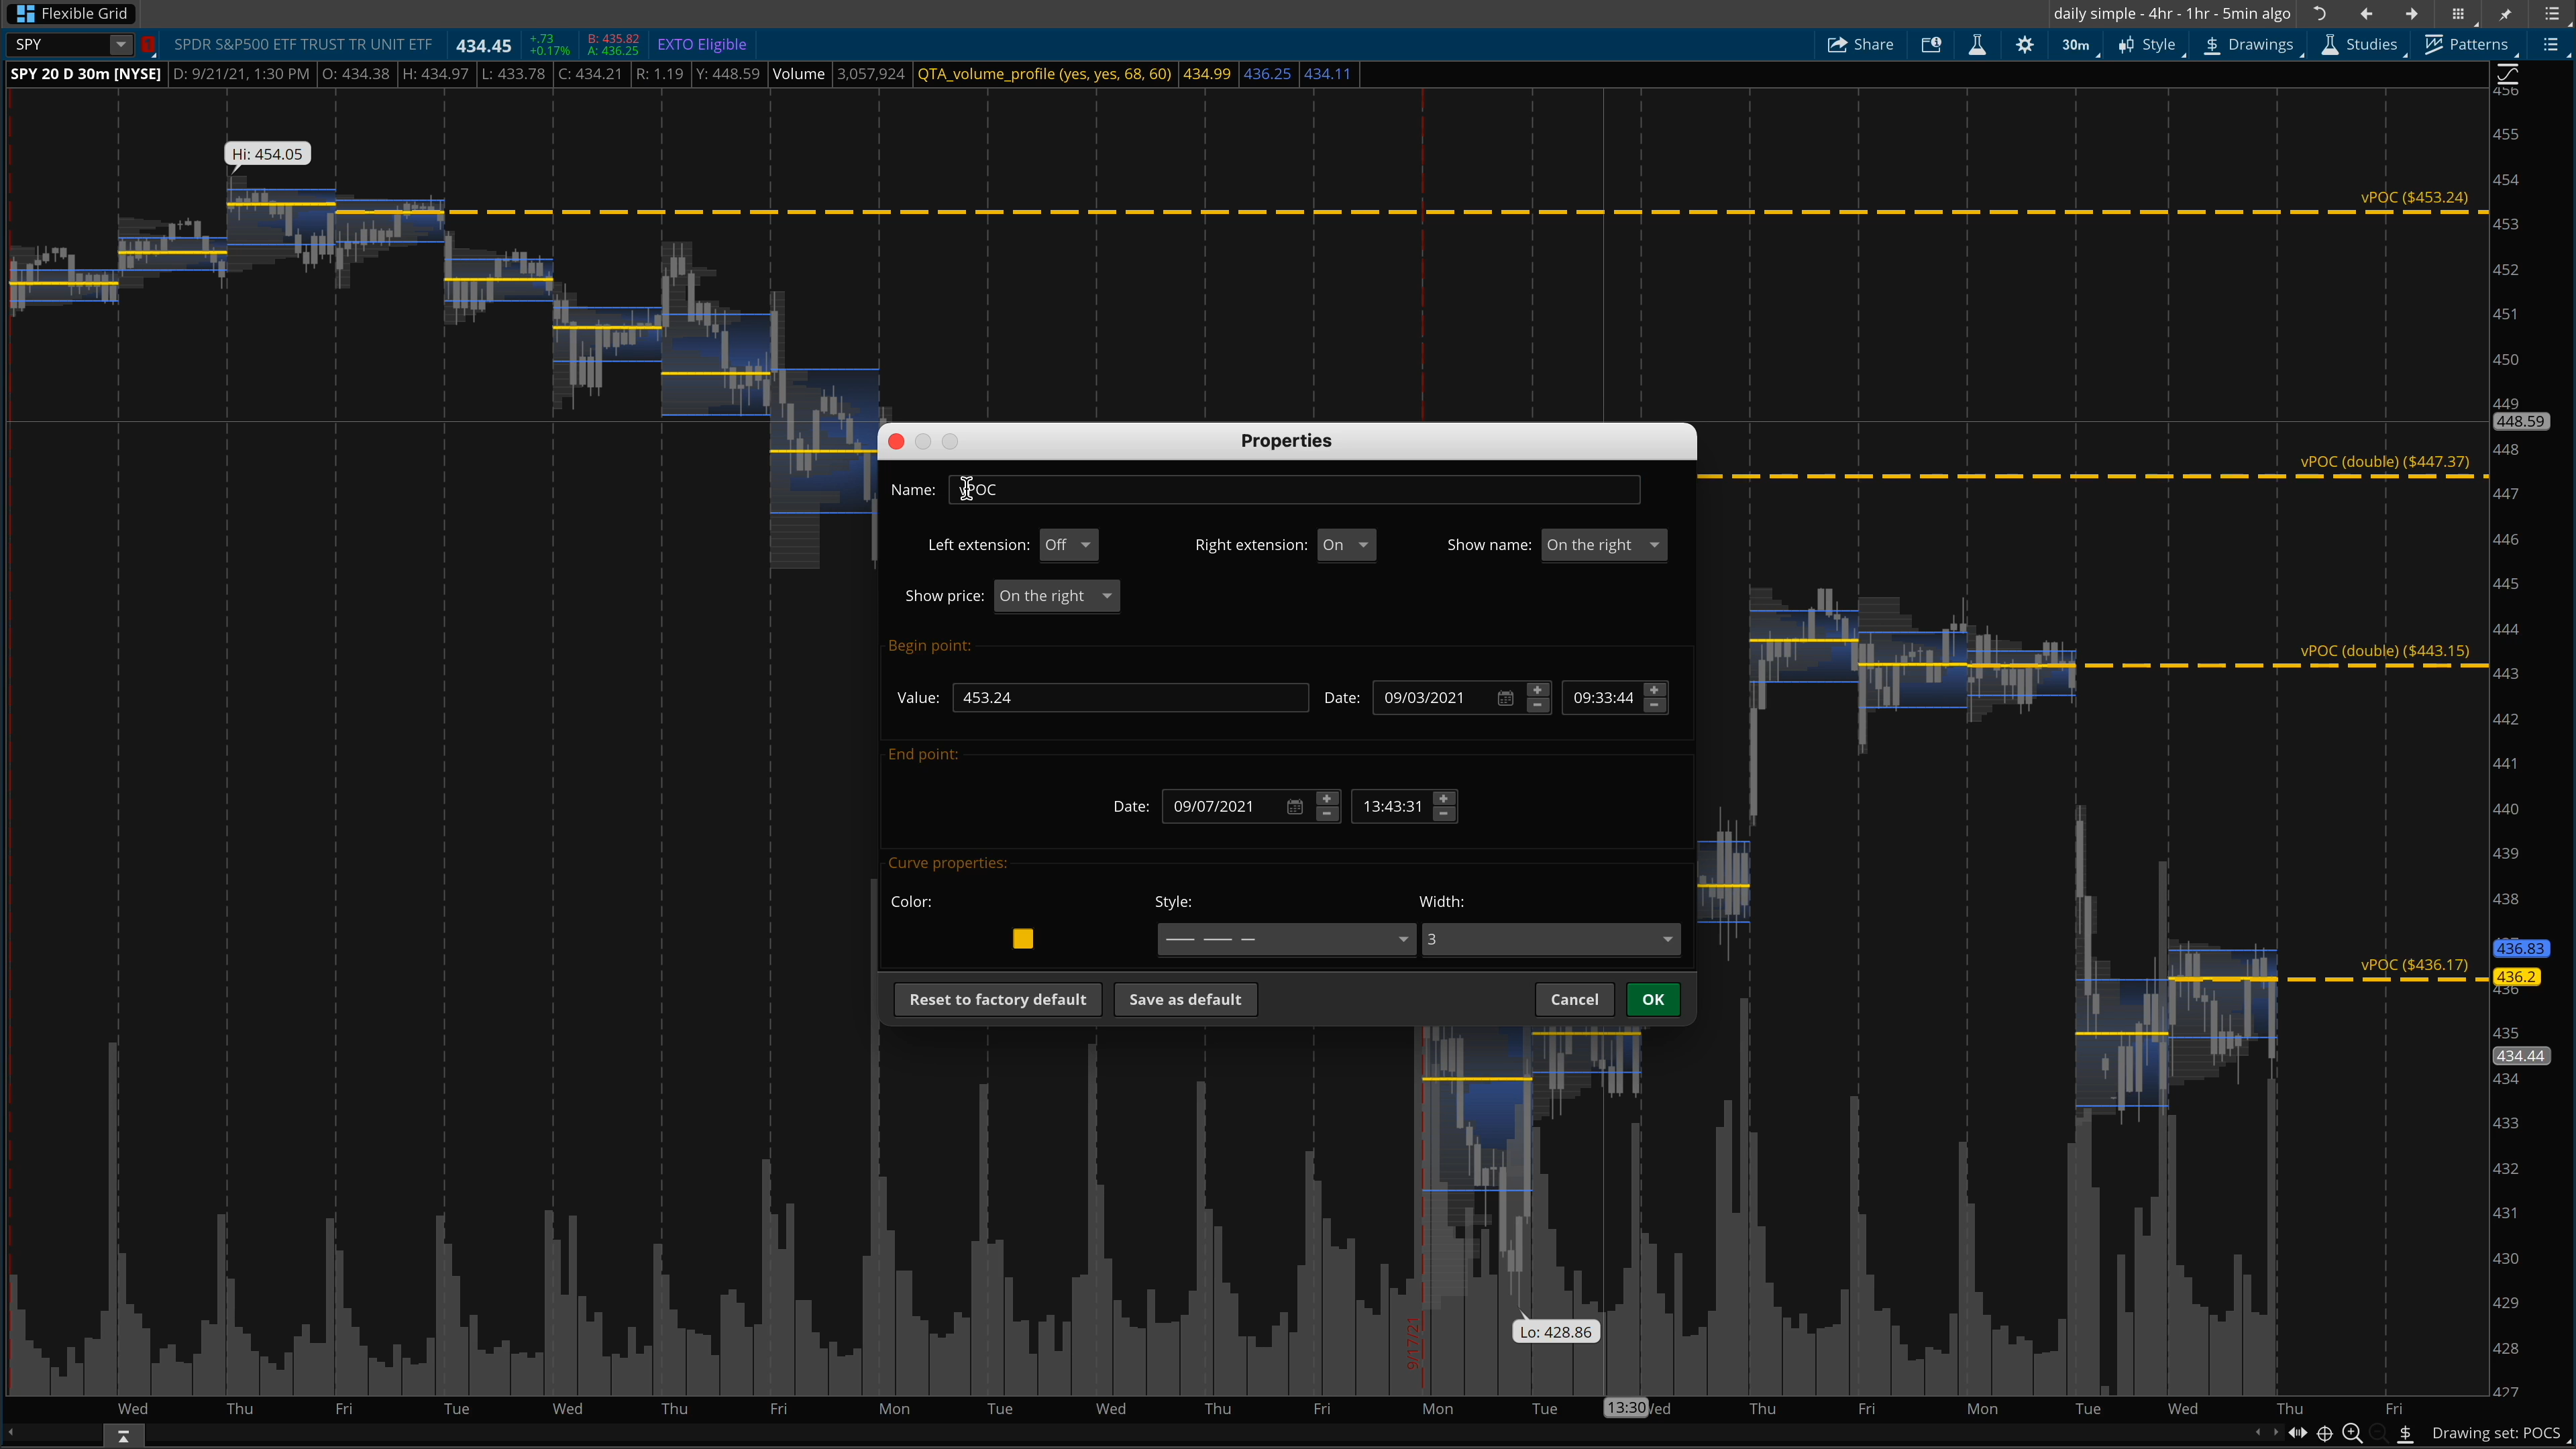 Flexible Grid
daily simple - 4hr - 1hr - 5min algo
SPY
1
SPDR S&P500 ETF TRUST TR UNIT ETF
434.45
+.73
+0.17%
B: 435.82
A: 436.25
EXTO Eligible
Share
30m
Style
Drawings
Studies
Patterns
SPY 20 D 30m [NYSE]
D: 9/21/21, 1:30 PM
O: 434.38
H: 434.97
L: 433.78
C: 434.21
R: 1.19
Y: 448.59
Volume
3,057,924
QTA_volume_profile (yes, yes, 68, 60)
434.99
436.25
434.11
Hi: 454.05
vPOC ($453.24)
vPOC (double) ($447.37)
vPOC (double) ($443.15)
vPOC ($436.17)
Lo: 428.86
9/17/21
Properties
Name:
vPOC
Left extension:
Off
Right extension:
On
Show name:
On the right
Show price:
On the right
Begin point:
Value:
453.24
Date:
09/03/2021
09:33:44
End point:
Date:
09/07/2021
13:43:31
Curve properties:
Color:
Style:
Width:
3
Reset to factory default
Save as default
Cancel
OK
456
455
454
453
452
451
450
449
448.59
448
447
446
445
444
443
442
441
440
439
438
436.83
436.2
436
435
434.44
434
433
432
431
430
429
428
427
Wed
Thu
Fri
Tue
Wed
Thu
Fri
Mon
Tue
Wed
Thu
Fri
Mon
Tue
13:30
Wed
Thu
Fri
Mon
Tue
Wed
Thu
Fri
Drawing set: POCS